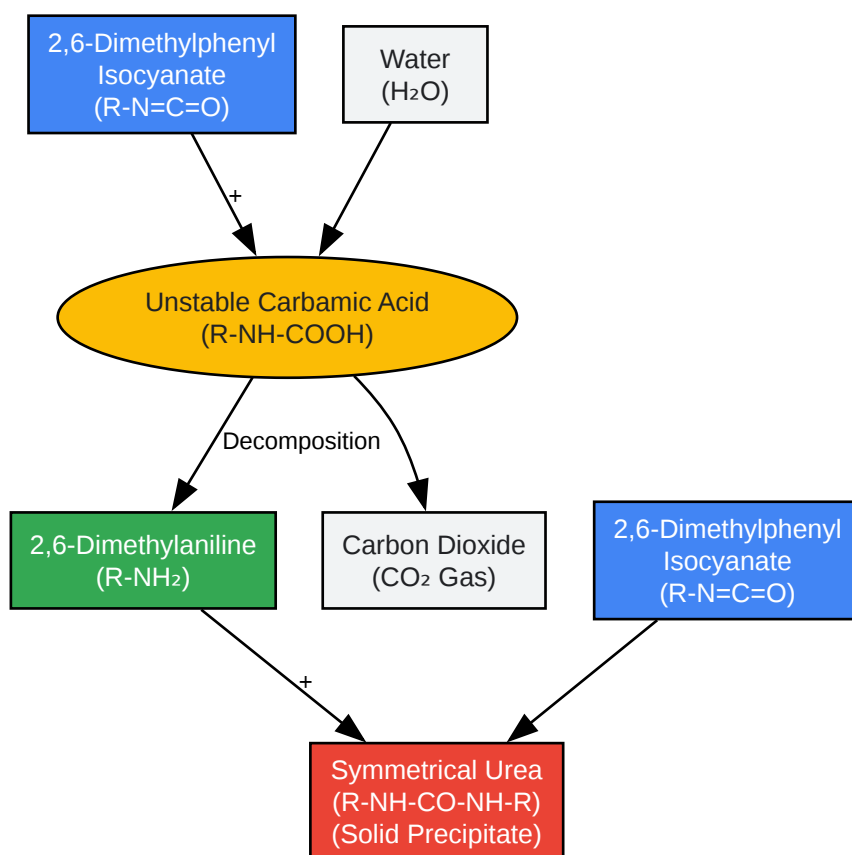 2,6-Dimethylphenyl
Isocyanate
(R-N=C=O)
Water
(H₂O)
+
Unstable Carbamic Acid
(R-NH-COOH)
Decomposition
2,6-Dimethylaniline
(R-NH₂)
Carbon Dioxide
(CO₂ Gas)
2,6-Dimethylphenyl
Isocyanate
(R-N=C=O)
+
Symmetrical Urea
(R-NH-CO-NH-R)
(Solid Precipitate)